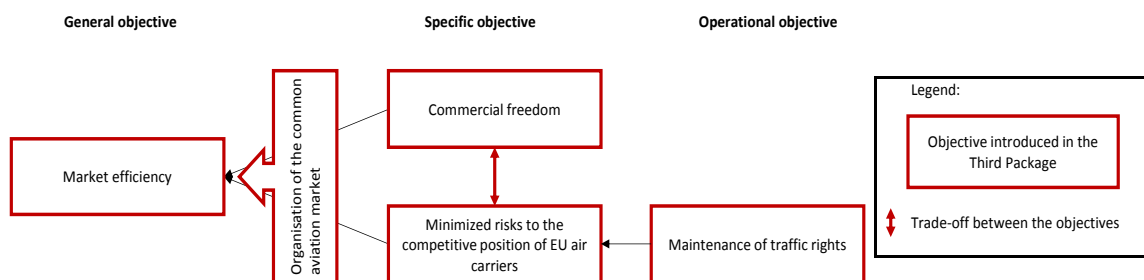 General objective
Specific objective
Operational objective
Organisation of the common
aviation market
Commercial freedom
Market efficiency
Minimized risks to the
competitive position of EU air
carriers
Maintenance of traffic rights
Legend:
Objective introduced in the
Third Package
Trade-off between the objectives